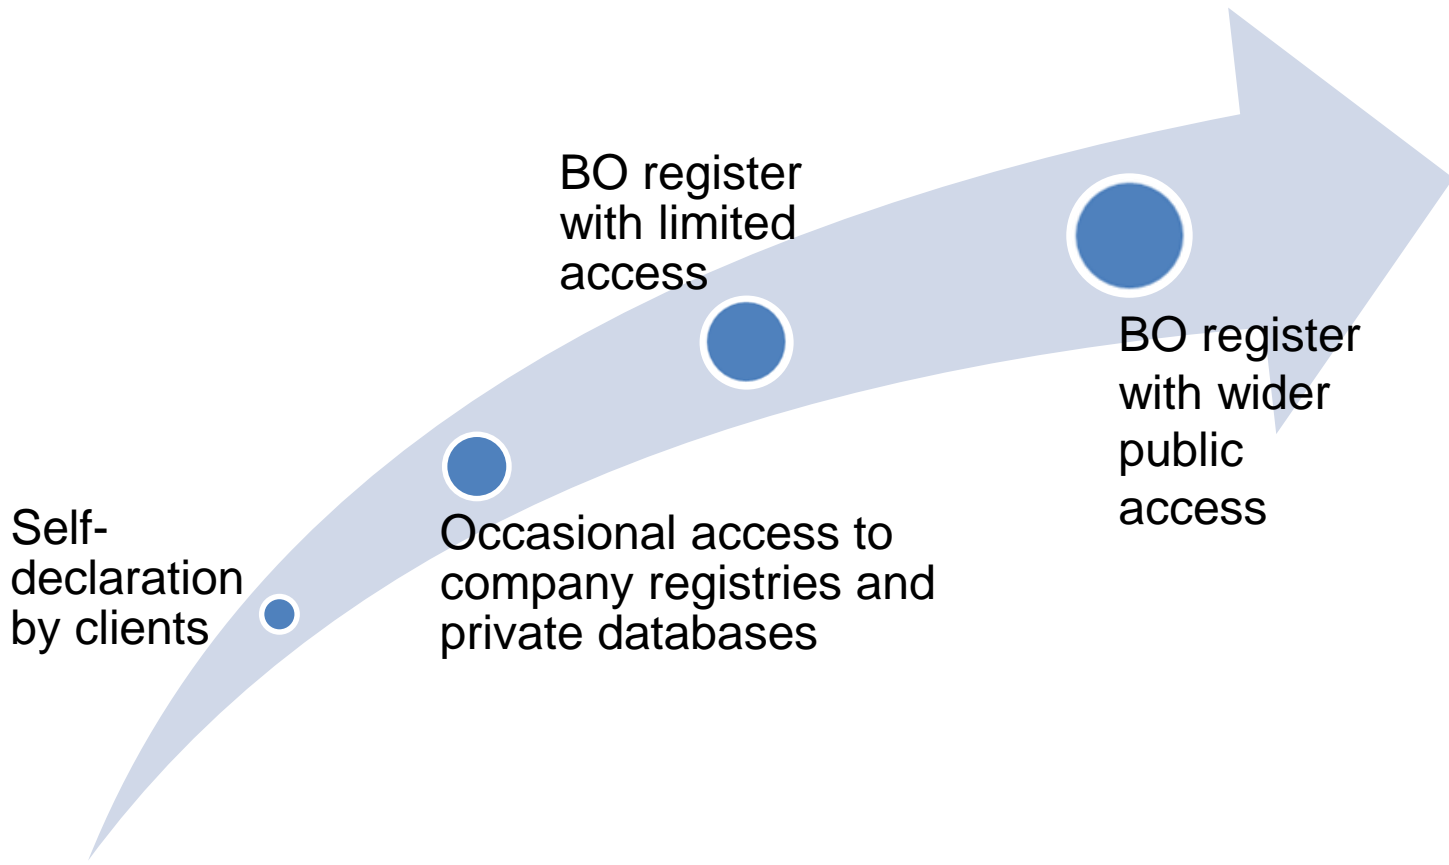 Self-
declaration
by clients
Occasional access to
company registries and
private databases
BO register
with limited
access
BO register
with wider
public
access